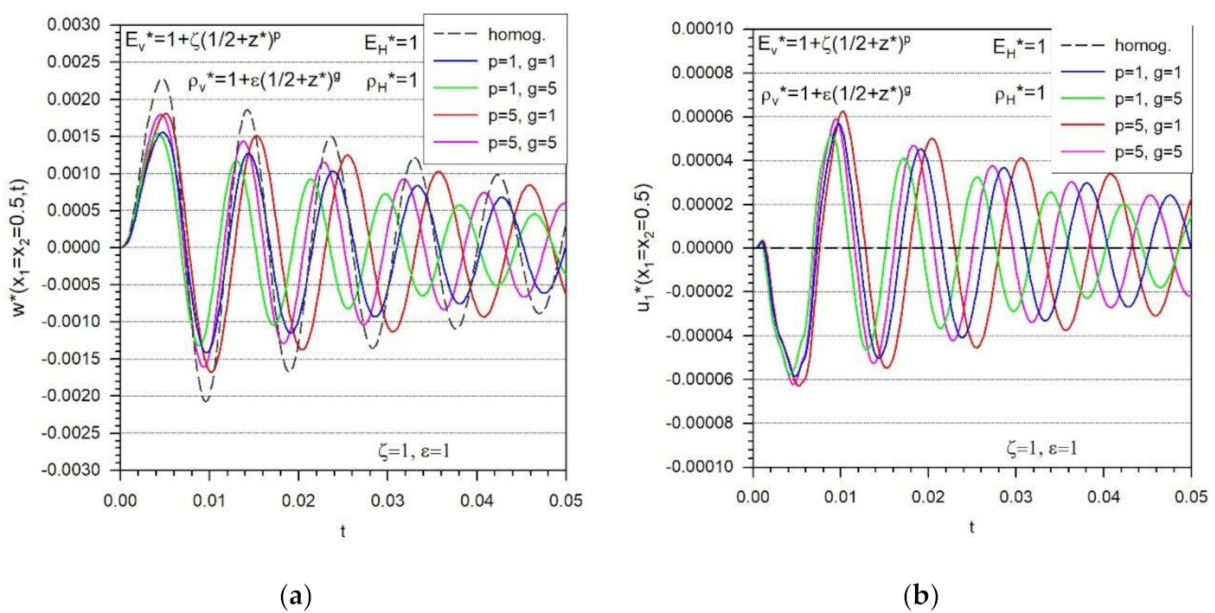 0.0030
0.0025
0.0020
0.0015
0.0010
0.0005
0.0000
-0.0005
-0.0010
-0.0015
-0.0020
-0.0025
-0.0030
w*(x₁=x₂=0.5,t)
Eᵥ*=1+ζ(1/2+z*)ᵖ E_H*=1
ρᵥ*=1+ε(1/2+z*)ᵍ ρ_H*=1
homog.
p=1, g=1
p=1, g=5
p=5, g=1
p=5, g=5
ζ=1, ε=1
0.00 0.01 0.02 0.03 0.04 0.05
t
(a)
0.00010
0.00008
0.00006
0.00004
0.00002
0.00000
-0.00002
-0.00004
-0.00006
-0.00008
-0.00010
u₁*(x₁=x₂=0.5)
Eᵥ*=1+ζ(1/2+z*)ᵖ E_H*=1
ρᵥ*=1+ε(1/2+z*)ᵍ ρ_H*=1
homog.
p=1, g=1
p=1, g=5
p=5, g=1
p=5, g=5
ζ=1, ε=1
0.00 0.01 0.02 0.03 0.04 0.05
t
(b)